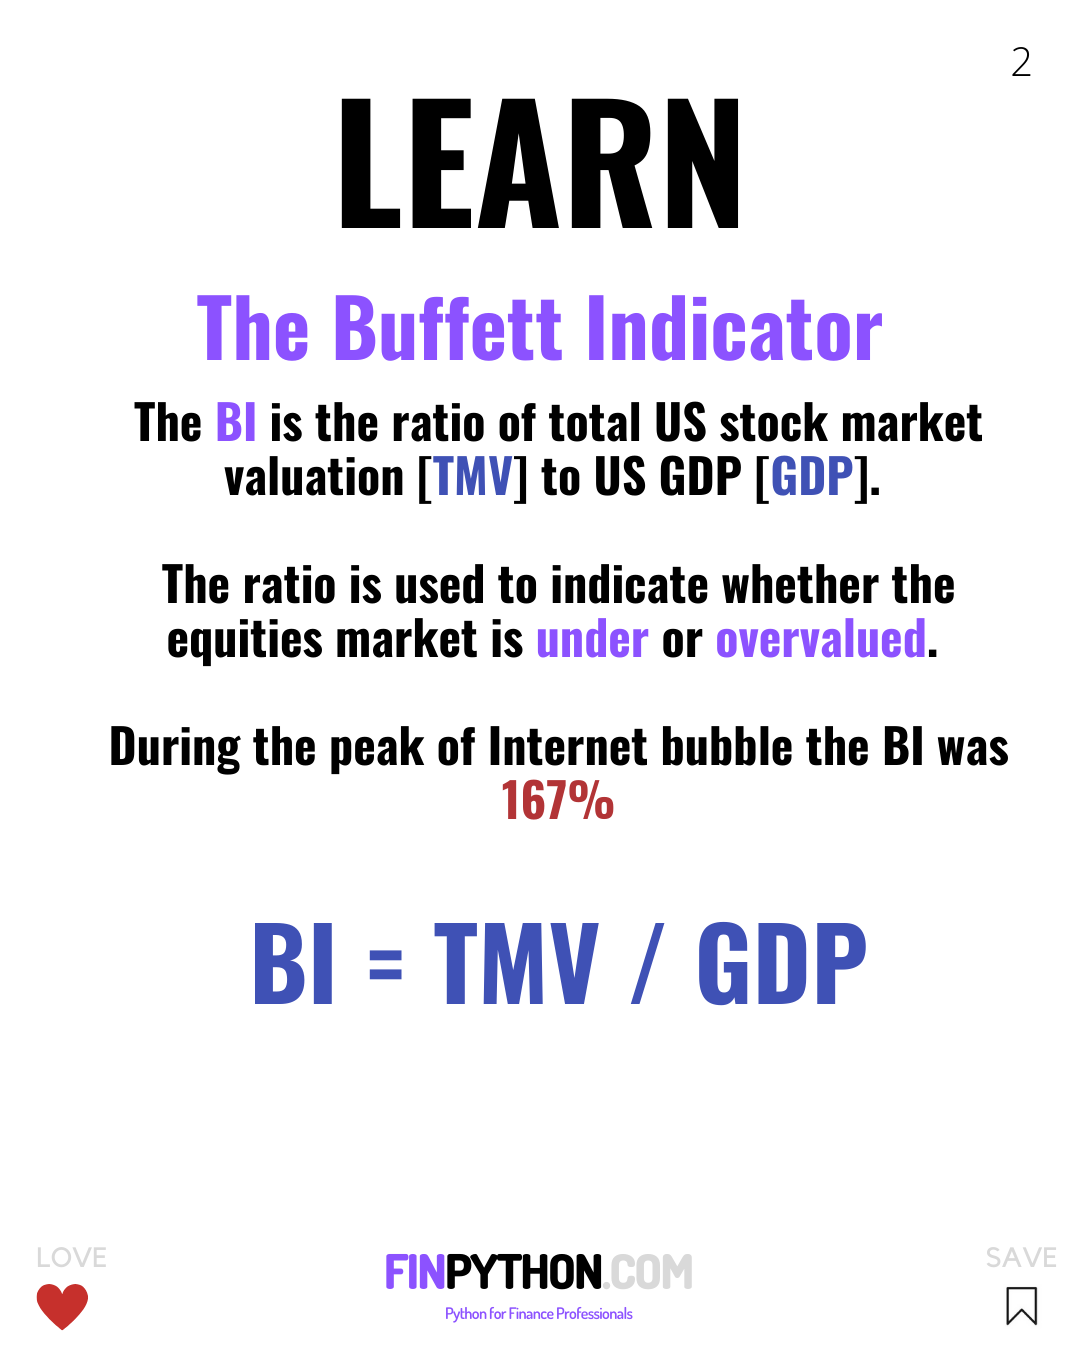 2
LEARN
The Buffett Indicator
The BI is the ratio of total US stock market
valuation [TMV] to US GDP [GDP].
The ratio is used to indicate whether the
equities market is under or overvalued.
During the peak of Internet bubble the BI was
167%
BI = TMV / GDP
LOVE
FINPYTHON.COM
Python for Finance Professionals
SAVE